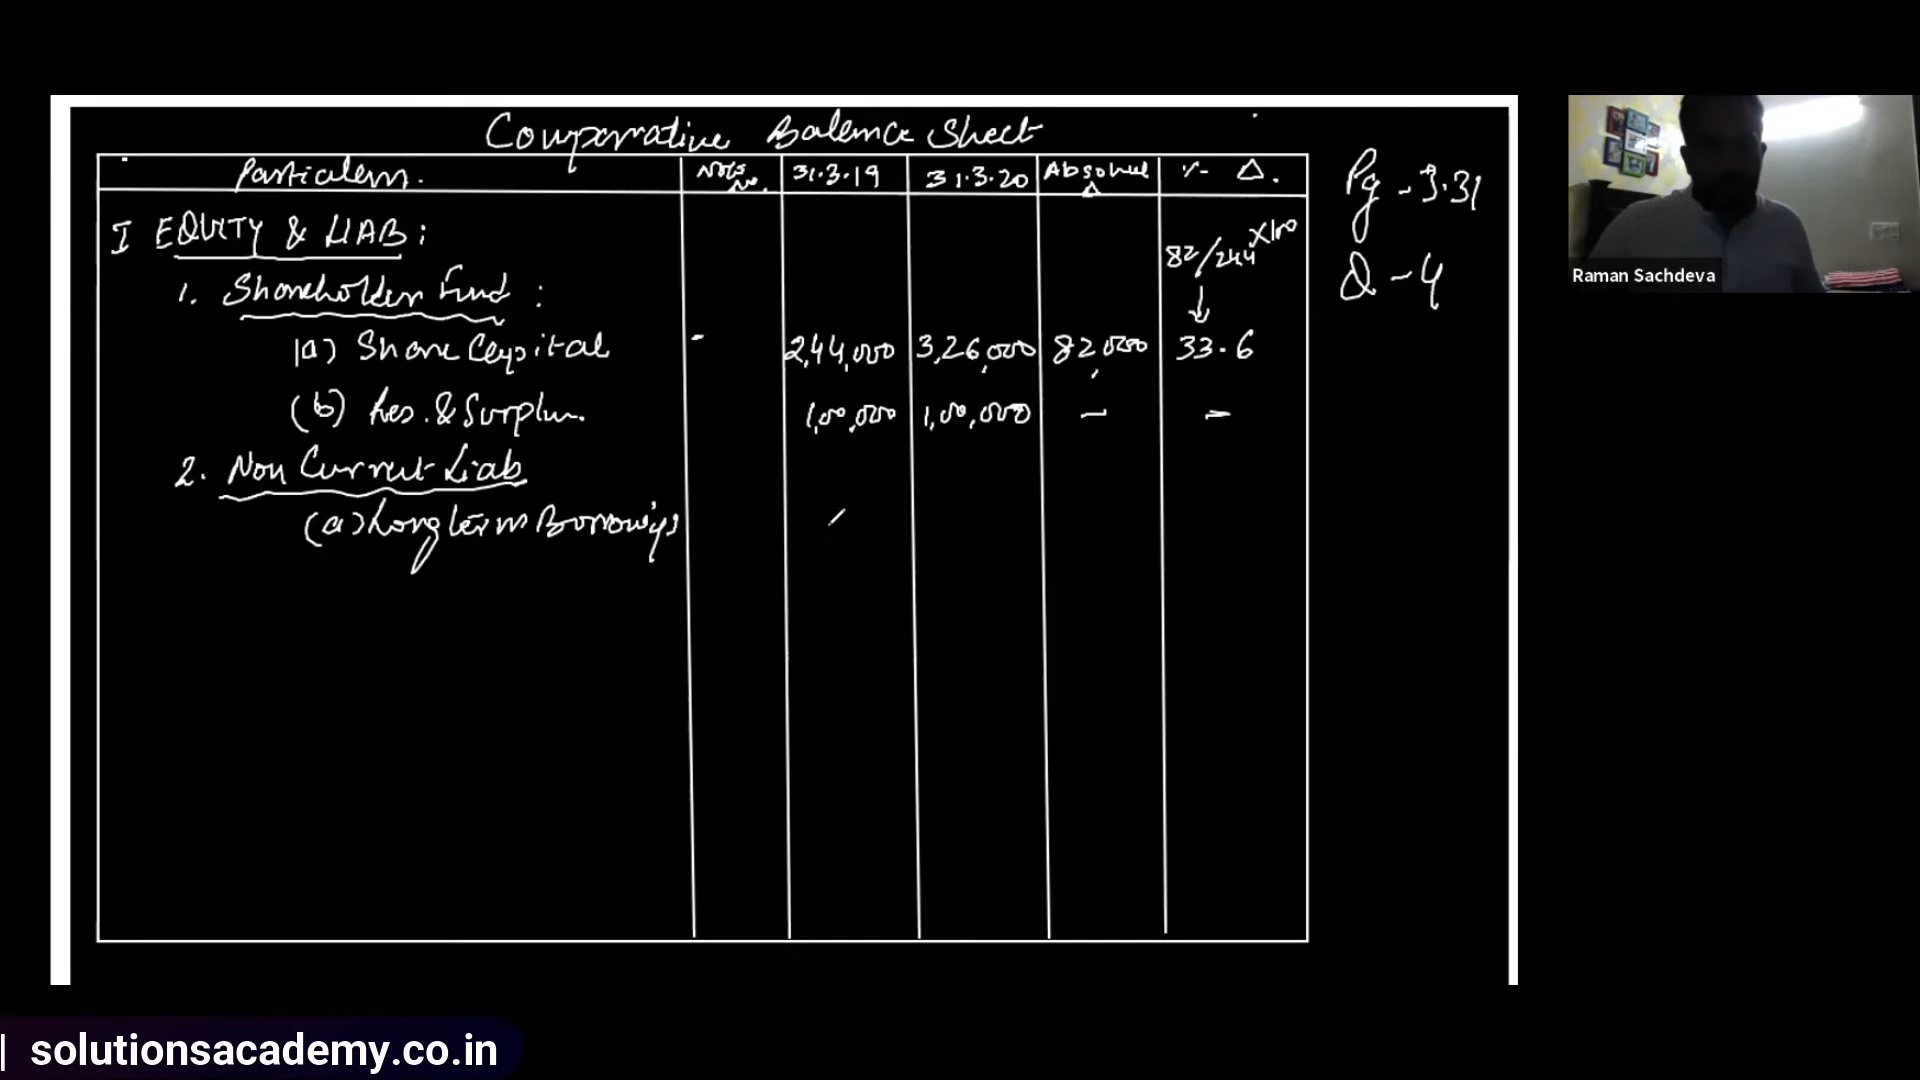 Comparative Balance Sheet
Particulars. Note No. 31.3.19 31.3.20 Absolute Δ %. Δ.
I EQUITY & LIAB:
82/244 X100
1. Shareholder Fund:
(a) Share Capital - 2,44,000 3,26,000 82,000 33.6
(b) Res. & Surplus. 1,00,000 1,00,000 — -
2. Non Current Liab
(a) Long term Borrowings
Pg - 3.31
Q - 4
Raman Sachdeva
| solutionsacademy.co.in